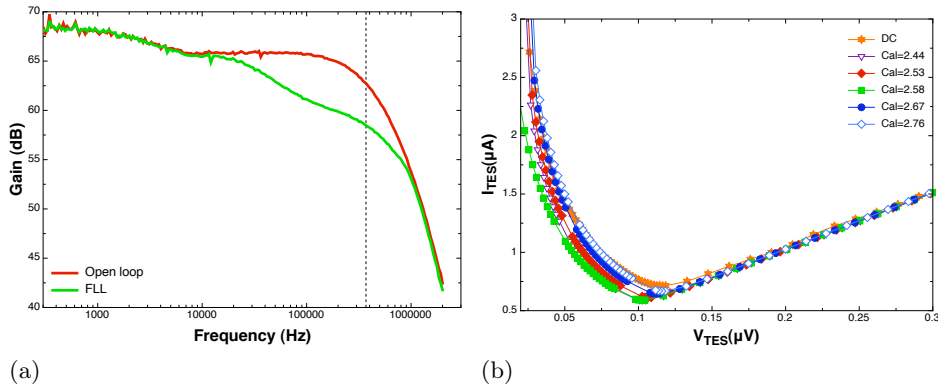 70
65
60
55
50
45
40
Gain (dB)
1000
10000
100000
1000000
Frequency (Hz)
Open loop
FLL
(a)
3
2.5
2
1.5
1
0.5
I_TES(µA)
0.05
0.1
0.15
0.2
0.25
0.3
V_TES(µV)
DC
Cal=2.44
Cal=2.53
Cal=2.58
Cal=2.67
Cal=2.76
(b)